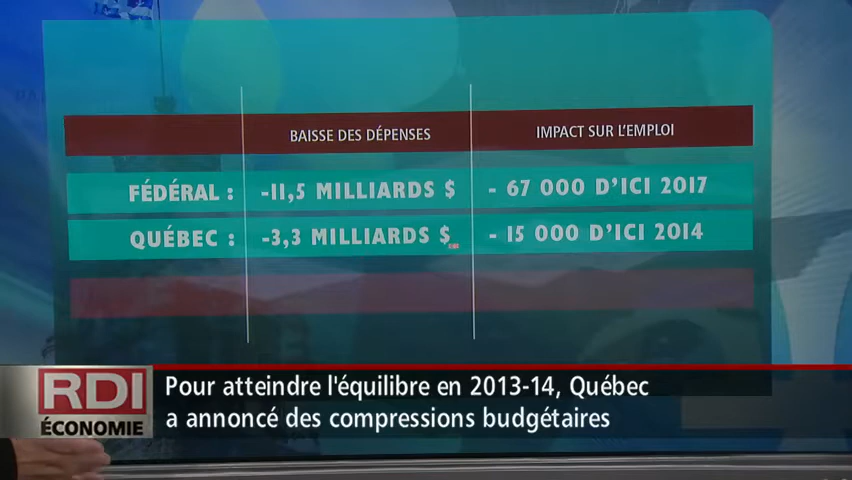 BAISSE DES DÉPENSES IMPACT SUR L'EMPLOI
FÉDÉRAL : -11,5 MILLIARDS $ - 67 000 D'ICI 2017
QUÉBEC : -3,3 MILLIARDS $ - 15 000 D'ICI 2014
RDI
ÉCONOMIE
Pour atteindre l'équilibre en 2013-14, Québec
a annoncé des compressions budgétaires